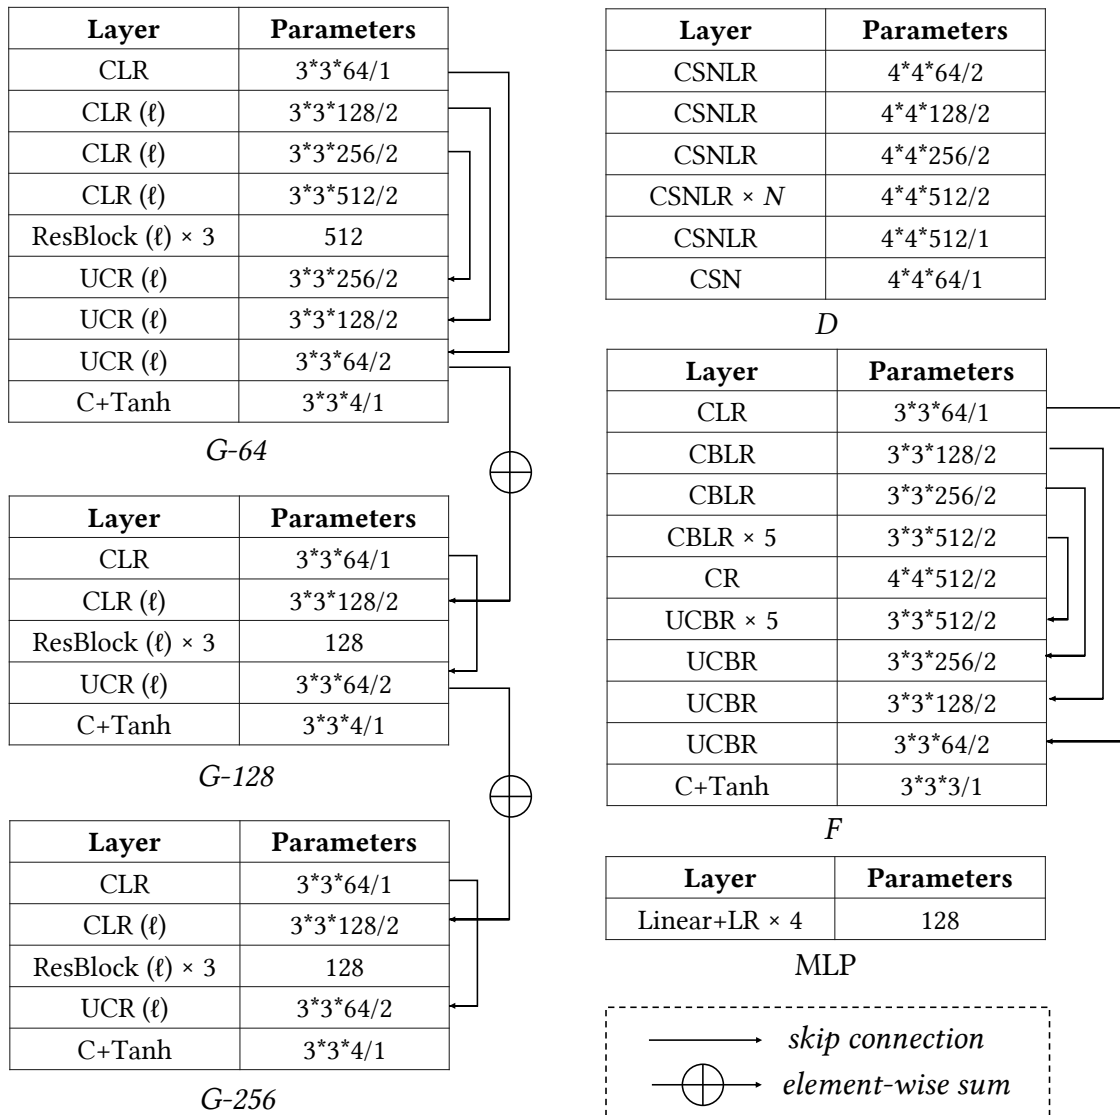 Layer Parameters
CLR 3*3*64/1
CLR (ℓ) 3*3*128/2
CLR (ℓ) 3*3*256/2
CLR (ℓ) 3*3*512/2
ResBlock (ℓ) × 3 512
UCR (ℓ) 3*3*256/2
UCR (ℓ) 3*3*128/2
UCR (ℓ) 3*3*64/2
C+Tanh 3*3*4/1
G-64
Layer Parameters
CLR 3*3*64/1
CLR (ℓ) 3*3*128/2
ResBlock (ℓ) × 3 128
UCR (ℓ) 3*3*64/2
C+Tanh 3*3*4/1
G-128
Layer Parameters
CLR 3*3*64/1
CLR (ℓ) 3*3*128/2
ResBlock (ℓ) × 3 128
UCR (ℓ) 3*3*64/2
C+Tanh 3*3*4/1
G-256
Layer Parameters
CSNLR 4*4*64/2
CSNLR 4*4*128/2
CSNLR 4*4*256/2
CSNLR × N 4*4*512/2
CSNLR 4*4*512/1
CSN 4*4*64/1
D
Layer Parameters
CLR 3*3*64/1
CBLR 3*3*128/2
CBLR 3*3*256/2
CBLR × 5 3*3*512/2
CR 4*4*512/2
UCBR × 5 3*3*512/2
UCBR 3*3*256/2
UCBR 3*3*128/2
UCBR 3*3*64/2
C+Tanh 3*3*3/1
F
Layer Parameters
Linear+LR × 4 128
MLP
skip connection
element-wise sum